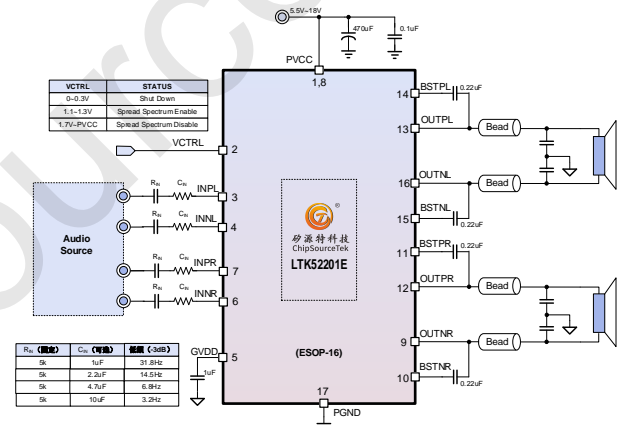 5.5V~18V
470uF
0.1uF
PVCC
1,8
VCTRL STATUS
0~0.3V Shut Down
1.1~1.3V Spread Spectrum Enable
1.7V~PVCC Spread Spectrum Disable
VCTRL
2
Audio
Source
RIN CIN INPL
3
RIN CIN INNL
4
RIN CIN INPR
7
RIN CIN INNR
6
GVDD
5
1uF
®
矽源特科技
ChipSourceTek
LTK52201E
(ESOP-16)
17
PGND
14 BSTPL 0.22uF
13 OUTPL Bead
16 OUTNL Bead
15 BSTNL 0.22uF
11 BSTPR 0.22uF
12 OUTPR Bead
9 OUTNR Bead
10 BSTNR 0.22uF
RIN (固定) CIN (可选) 低频 (-3dB)
5k 1uF 31.8Hz
5k 2.2uF 14.5Hz
5k 4.7uF 6.8Hz
5k 10uF 3.2Hz